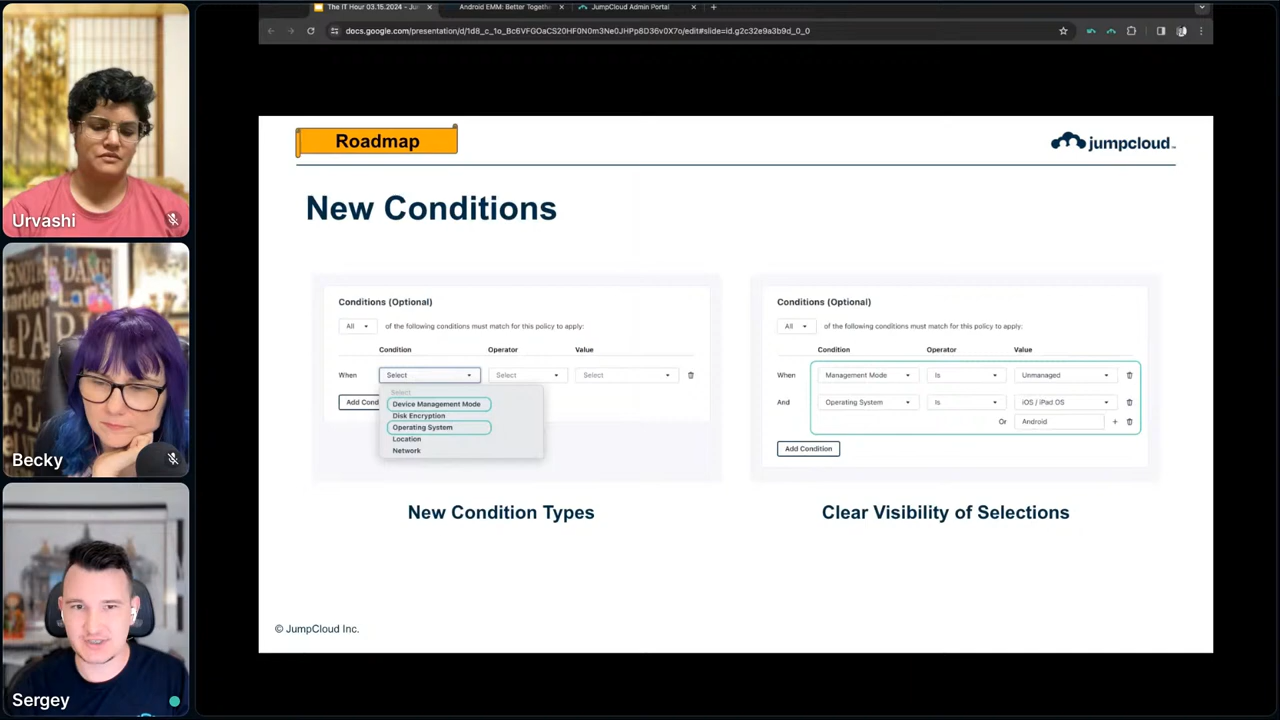 The IT Hour 03.15.2024 - Jum
Android EMM: Better Togethe
JumpCloud Admin Portal
docs.google.com/presentation/d/1d8_c_1o_Bc6VFGOaCS20HF0N0m3Ne0JHPp8D36v0X7o/edit#slide=id.g2c32e9a3b9d_0_0
Roadmap
jumpcloud
New Conditions
Conditions (Optional)
All of the following conditions must match for this policy to apply:
Condition Operator Value
When Select Select Select
Add Cond
Select
Device Management Mode
Disk Encryption
Operating System
Location
Network
New Condition Types
Conditions (Optional)
All of the following conditions must match for this policy to apply:
Condition Operator Value
When Management Mode Is Unmanaged
And Operating System Is iOS / iPad OS
Or Android
Add Condition
Clear Visibility of Selections
© JumpCloud Inc.
Urvashi
Becky
Sergey